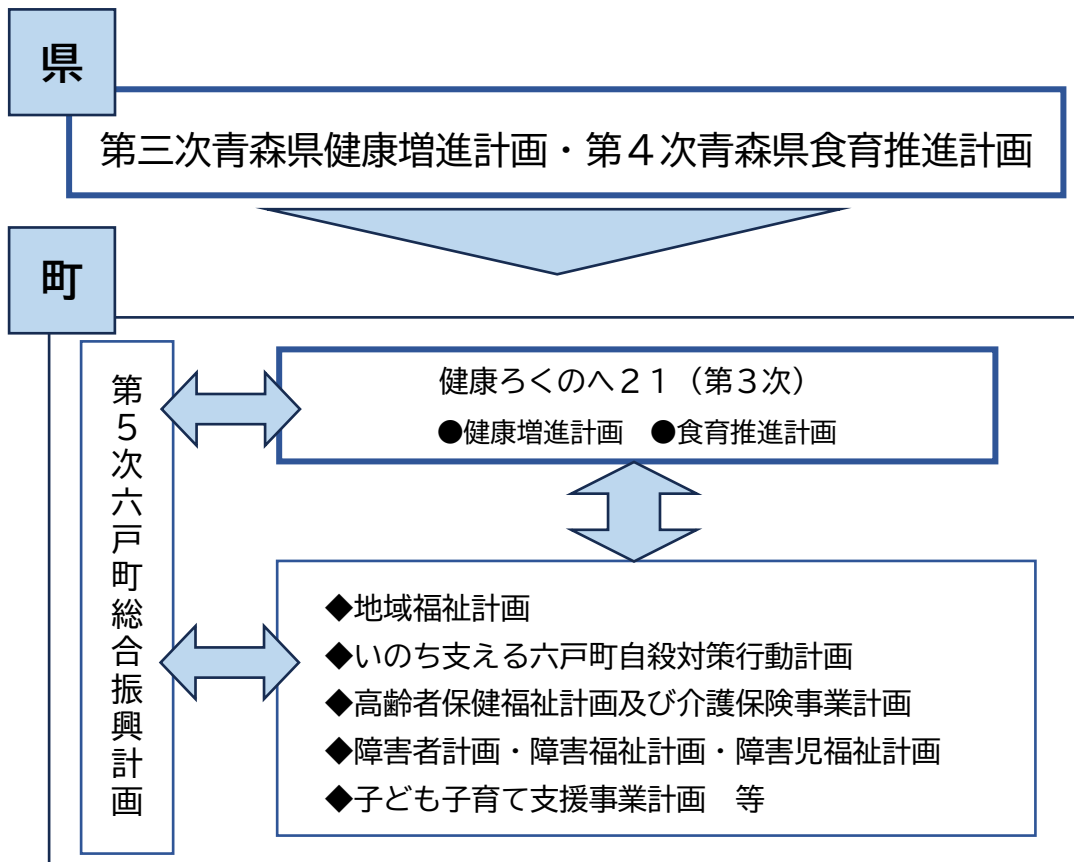 県
第三次青森県健康増進計画・第４次青森県食育推進計画
町
第５次六戸町総合振興計画
健康ろくのへ２１（第３次）
●健康増進計画　●食育推進計画
◆地域福祉計画
◆いのち支える六戸町自殺対策行動計画
◆高齢者保健福祉計画及び介護保険事業計画
◆障害者計画・障害福祉計画・障害児福祉計画
◆子ども子育て支援事業計画　等